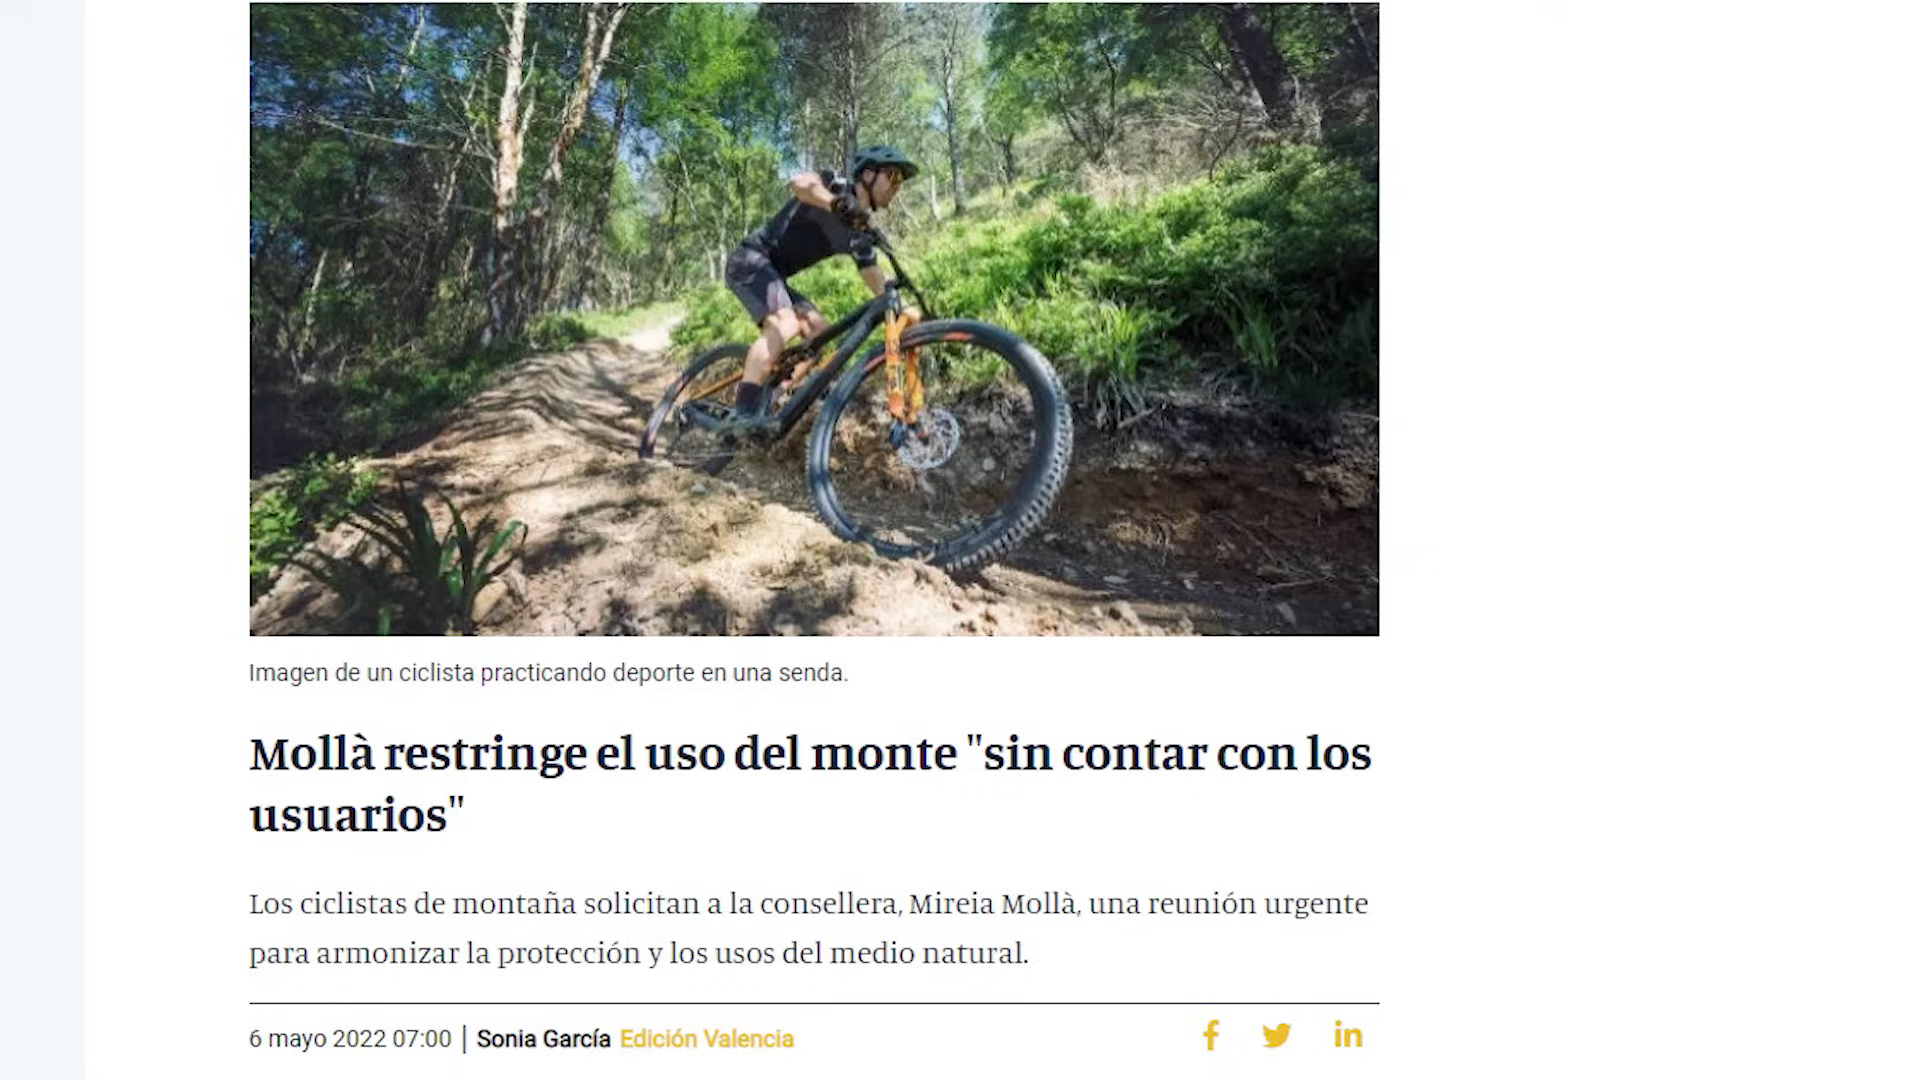 Imagen de un ciclista practicando deporte en una senda.
Mollà restringe el uso del monte "sin contar con los
usuarios"
Los ciclistas de montaña solicitan a la consellera, Mireia Mollà, una reunión urgente
para armonizar la protección y los usos del medio natural.
6 mayo 2022 07:00 | Sonia García Edición Valencia